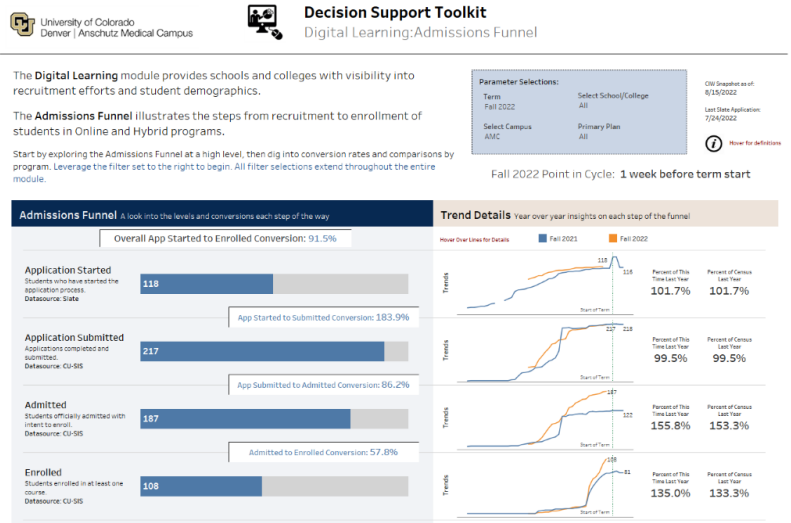 University of Colorado
Denver | Anschutz Medical Campus
Decision Support Toolkit
Digital Learning:Admissions Funnel
The Digital Learning module provides schools and colleges with visibility into
recruitment efforts and student demographics.
The Admissions Funnel illustrates the steps from recruitment to enrollment of
students in Online and Hybrid programs.
Start by exploring the Admissions Funnel at a high level, then dig into conversion rates and comparisons by
program. Leverage the filter set to the right to begin. All filter selections extend throughout the entire
module.
Parameter Selections:
Term
Fall 2022
Select School/College
All
Select Campus
AMC
Primary Plan
All
CIW Snapshot as of:
8/15/2022
Last Slate Application:
7/24/2022
Hover for definitions
Fall 2022 Point in Cycle: 1 week before term start
Admissions Funnel A look into the levels and conversions each step of the way
Trend Details Year over year insights on each step of the funnel
Overall App Started to Enrolled Conversion: 91.5%
Hover Over Lines for Details
Fall 2021
Fall 2022
Application Started
Students who have started the
application process.
Datasource: Slate
118
Trends
118
116
Start of Term
Percent of This
Time Last Year
101.7%
Percent of Census
Last Year
101.7%
App Started to Submitted Conversion: 183.9%
Application Submitted
Applications completed and
submitted.
Datasource: CU-SIS
217
Trends
217
218
Start of Term
Percent of This
Time Last Year
99.5%
Percent of Census
Last Year
99.5%
App Submitted to Admitted Conversion: 86.2%
Admitted
Students officially admitted with
intent to enroll.
Datasource: CU-SIS
187
Trends
187
122
Start of Term
Percent of This
Time Last Year
155.8%
Percent of Census
Last Year
153.3%
Admitted to Enrolled Conversion: 57.8%
Enrolled
Students enrolled in at least one
course.
Datasource: CU-SIS
108
Trends
108
81
Start of Term
Percent of This
Time Last Year
135.0%
Percent of Census
Last Year
133.3%